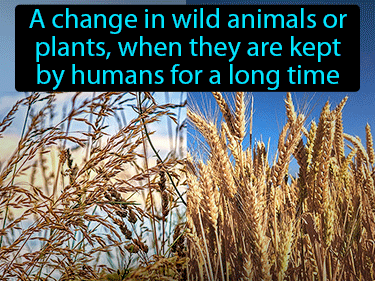 A change in wild animals or
plants, when they are kept
by humans for a long time